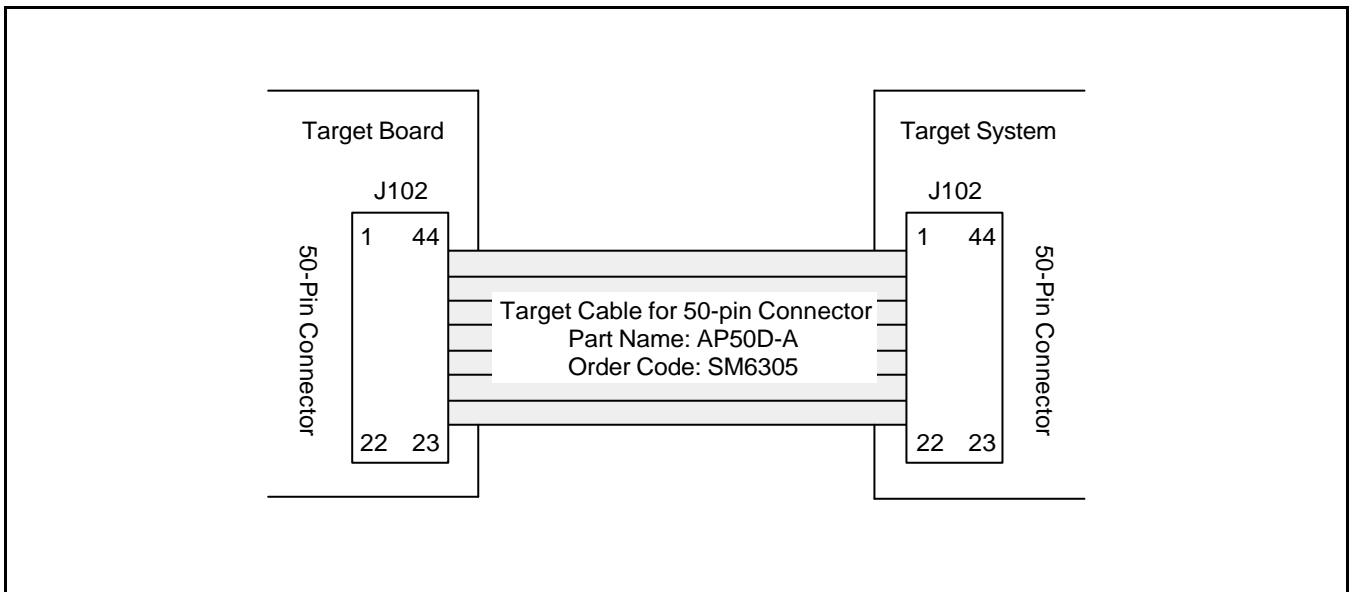 Target Board
J102
1 44
22 23
50-Pin Connector
Target Cable for 50-pin Connector
Part Name: AP50D-A
Order Code: SM6305
Target System
J102
1 44
22 23
50-Pin Connector